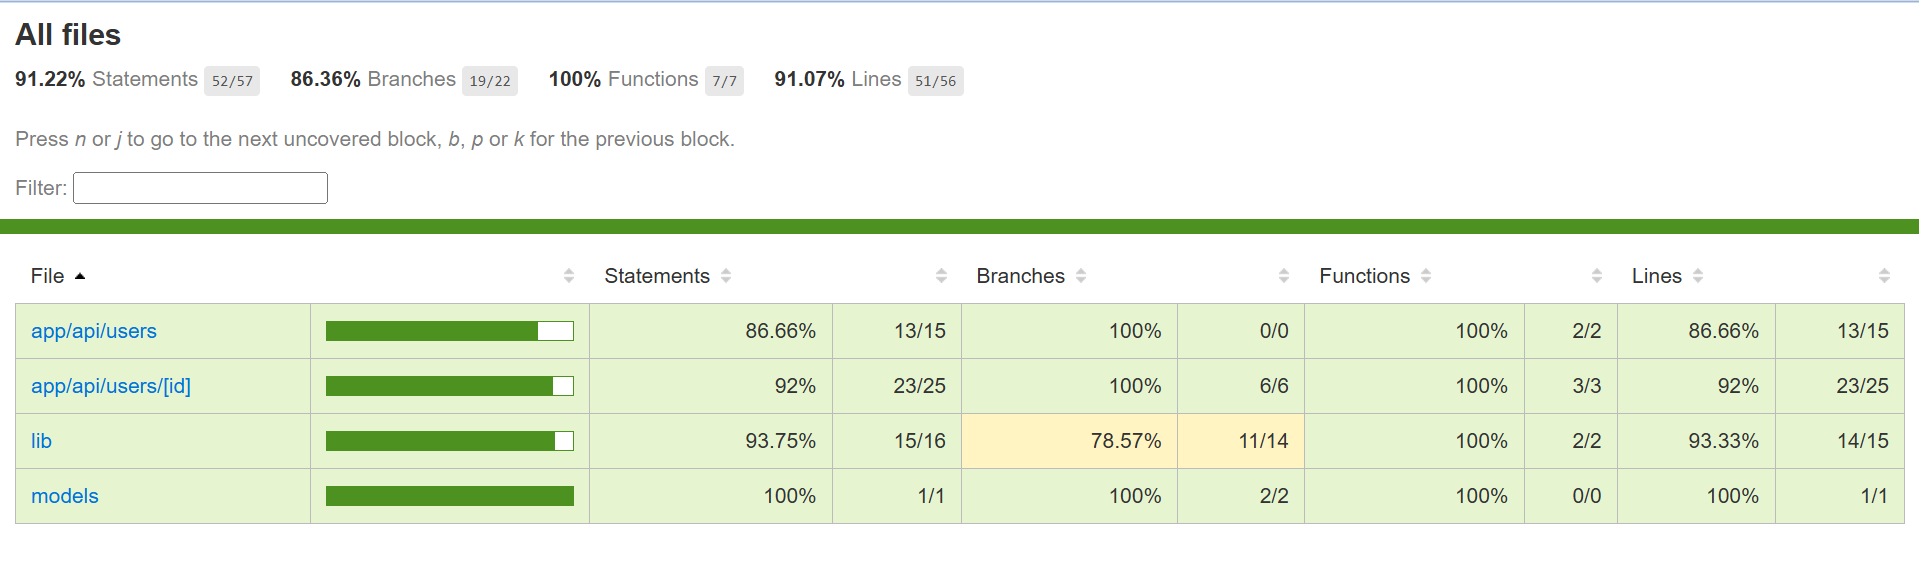 All files
91.22% Statements 52/57 86.36% Branches 19/22 100% Functions 7/7 91.07% Lines 51/56
Press n or j to go to the next uncovered block, b, p or k for the previous block.
Filter:
File Statements Branches Functions Lines
app/api/users 86.66% 13/15 100% 0/0 100% 2/2 86.66% 13/15
app/api/users/[id] 92% 23/25 100% 6/6 100% 3/3 92% 23/25
lib 93.75% 15/16 78.57% 11/14 100% 2/2 93.33% 14/15
models 100% 1/1 100% 2/2 100% 0/0 100% 1/1